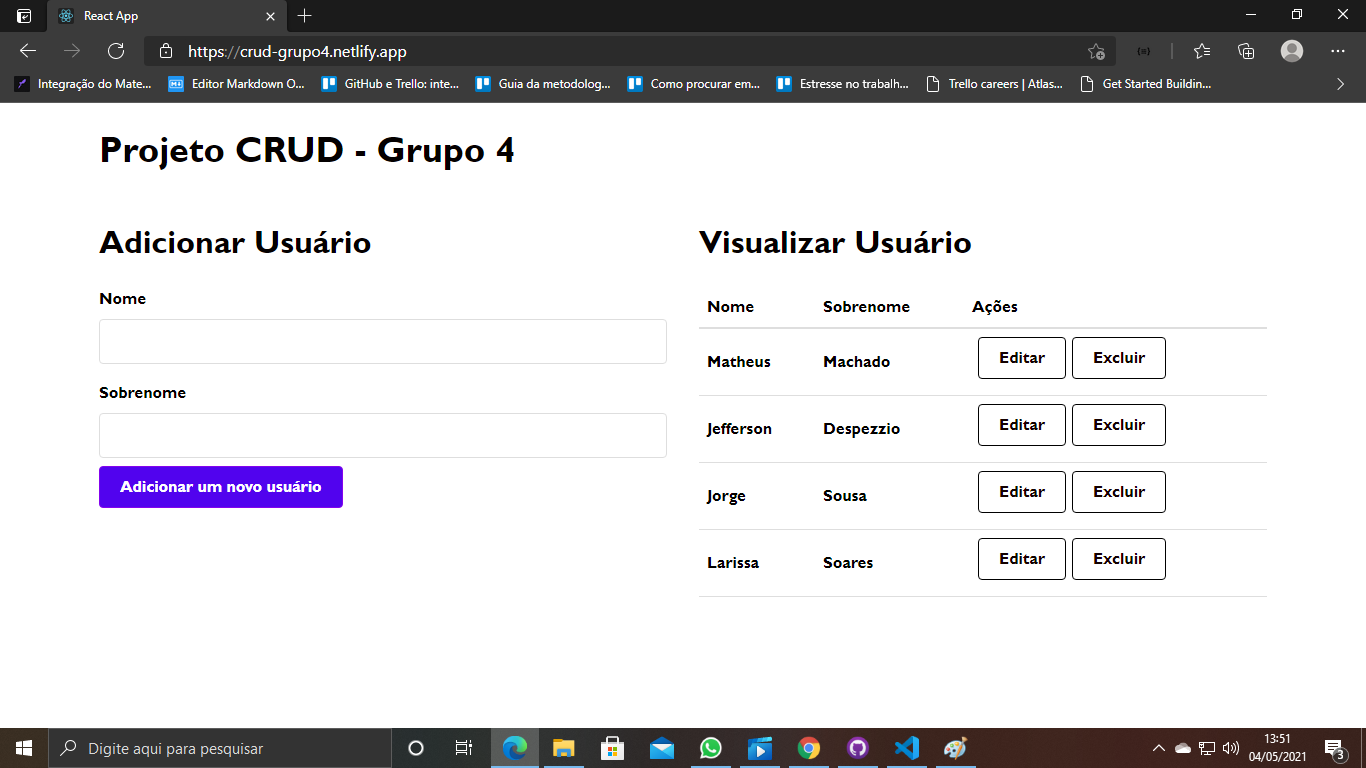 React App
https://crud-grupo4.netlify.app
Integração do Mate... Editor Markdown O... GitHub e Trello: inte... Guia da metodolog... Como procurar em... Estresse no trabalh... Trello careers | Atlas... Get Started Buildin...
Projeto CRUD - Grupo 4
Adicionar Usuário
Nome
Sobrenome
Adicionar um novo usuário
Visualizar Usuário
Nome Sobrenome Ações
Matheus Machado Editar Excluir
Jefferson Despezzio Editar Excluir
Jorge Sousa Editar Excluir
Larissa Soares Editar Excluir
Digite aqui para pesquisar
13:51
04/05/2021
3